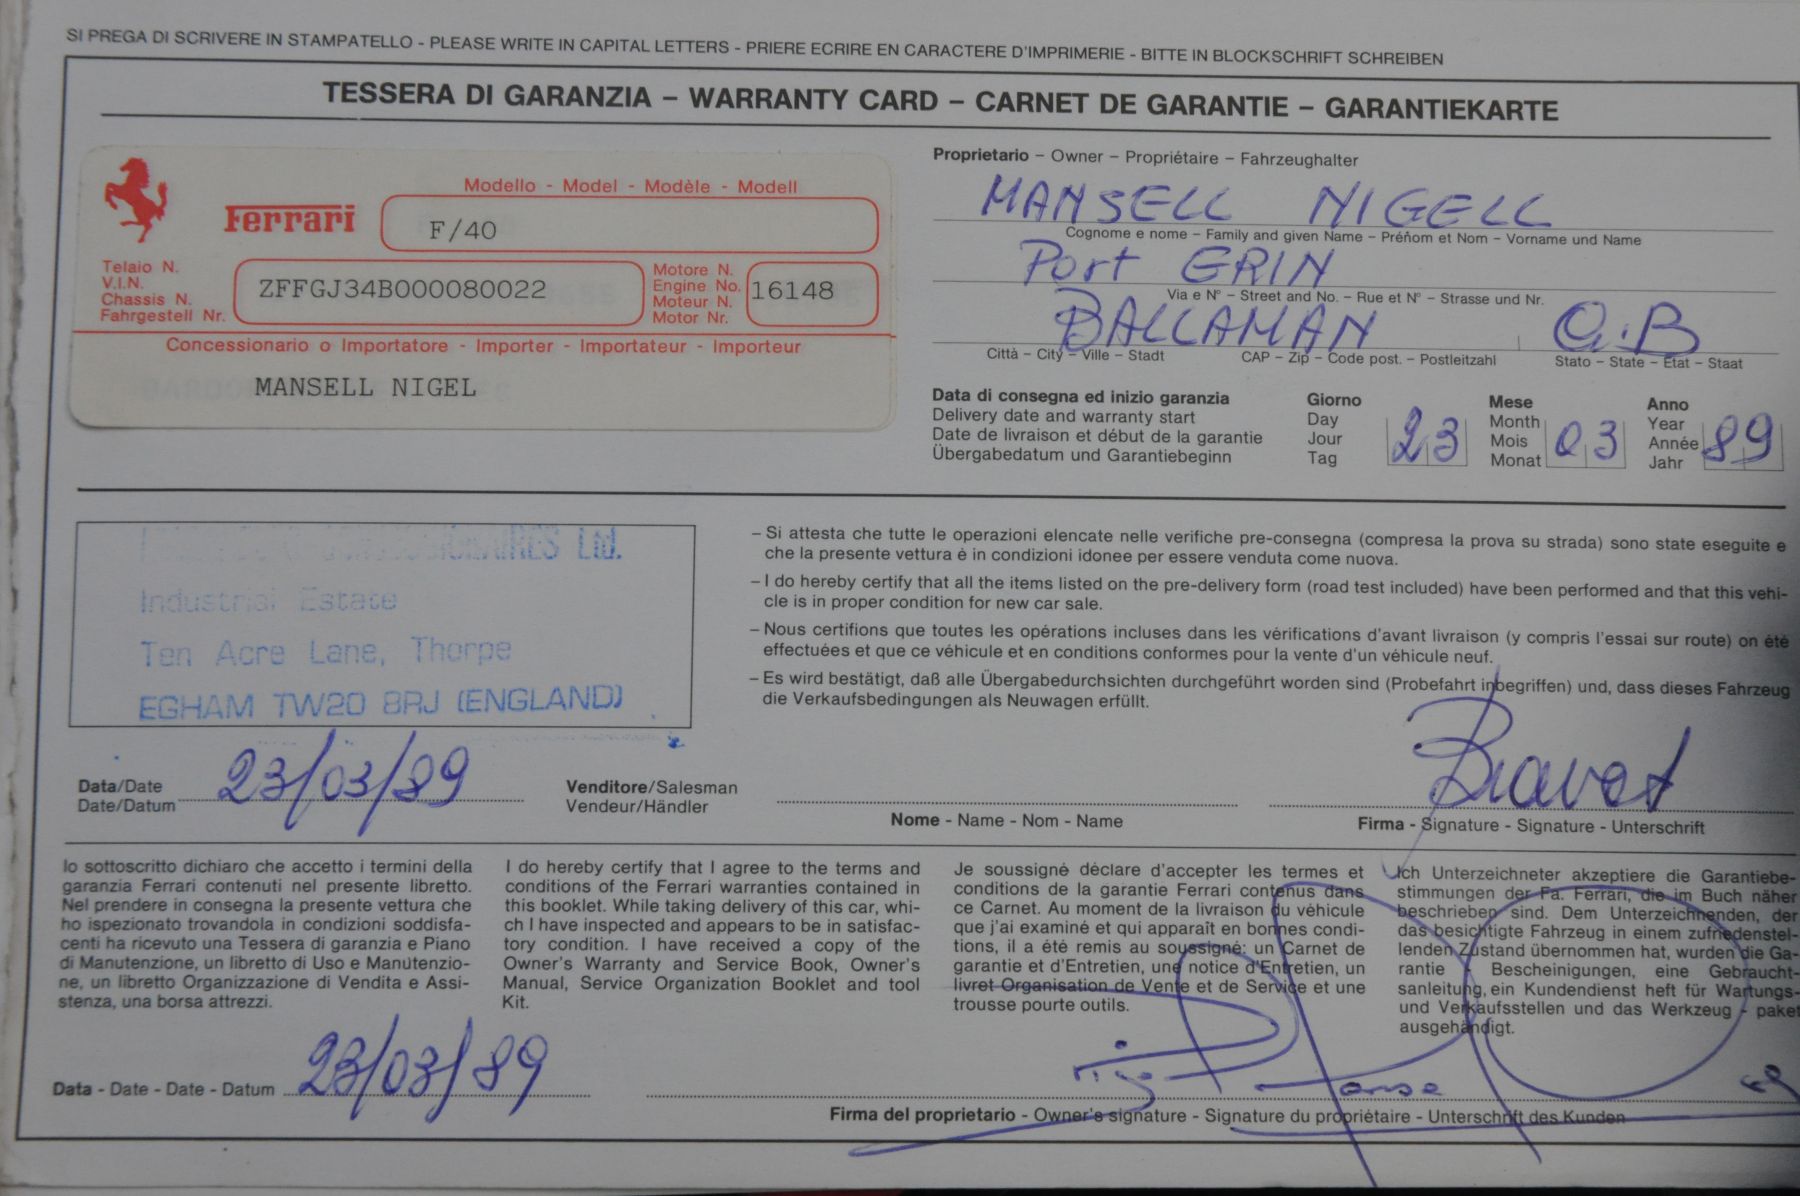 SI PREGA DI SCRIVERE IN STAMPATELLO - PLEASE WRITE IN CAPITAL LETTERS - PRIERE ECRIRE EN CARACTERE D'IMPRIMERIE - BITTE IN BLOCKSCHRIFT SCHREIBEN
TESSERA DI GARANZIA – WARRANTY CARD – CARNET DE GARANTIE – GARANTIEKARTE
Modello - Model - Modèle - Modell
Ferrari
F/40
Telaio N.
V.I.N.
Chassis N.
Fahrgestell Nr.
ZFFGJ34B000080022
Motore N.
Engine No.
Moteur N.
Motor Nr.
16148
Concessionario o Importatore - Importer - Importateur - Importeur
MANSELL NIGEL
Proprietario – Owner – Propriétaire – Fahrzeughalter
MANSELL NIGELL
Cognome e nome – Family and given Name – Prénom et Nom – Vorname und Name
Port ERIN
Via e N° – Street and No. – Rue et N° – Strasse und Nr.
BALLAMAN G.B
Città – City – Ville – Stadt CAP – Zip – Code post. – Postleitzahl Stato – State – Etat – Staat
Data di consegna ed inizio garanzia
Delivery date and warranty start
Date de livraison et début de la garantie
Übergabedatum und Garantiebeginn
Giorno
Day
Jour
Tag
23
Mese
Month
Mois
Monat
03
Anno
Year
Année
Jahr
89
Ltd.
Industrial Estate
Ten Acre Lane, Thorpe
EGHAM TW20 8RJ (ENGLAND)
– Si attesta che tutte le operazioni elencate nelle verifiche pre-consegna (compresa la prova su strada) sono state eseguite e
che la presente vettura è in condizioni idonee per essere venduta come nuova.
– I do hereby certify that all the items listed on the pre-delivery form (road test included) have been performed and that this vehi-
cle is in proper condition for new car sale.
– Nous certifions que toutes les opérations incluses dans les vérifications d'avant livraison (y compris l'essai sur route) on été
effectuées et que ce véhicule et en conditions conformes pour la vente d'un véhicule neuf.
– Es wird bestätigt, daß alle Übergabedurchsichten durchgeführt worden sind (Probefahrt inbegriffen) und, dass dieses Fahrzeug
die Verkaufsbedingungen als Neuwagen erfüllt.
Data/Date
Date/Datum
23/03/89
Venditore/Salesman
Vendeur/Händler
Nome - Name - Nom - Name
Firma - Signature - Signature - Unterschrift
Io sottoscritto dichiaro che accetto i termini della
garanzia Ferrari contenuti nel presente libretto.
Nel prendere in consegna la presente vettura che
ho ispezionato trovandola in condizioni soddisfa-
centi ha ricevuto una Tessera di garanzia e Piano
di Manutenzione, un libretto di Uso e Manutenzio-
ne, un libretto Organizzazione di Vendita e Assi-
stenza, una borsa attrezzi.
I do hereby certify that I agree to the terms and
conditions of the Ferrari warranties contained in
this booklet. While taking delivery of this car, whi-
ch I have inspected and appears to be in satisfac-
tory condition. I have received a copy of the
Owner's Warranty and Service Book, Owner's
Manual, Service Organization Booklet and tool
Kit.
Je soussigné déclare d'accepter les termes et
conditions de la garantie Ferrari contenus dans
ce Carnet. Au moment de la livraison du véhicule
que j'ai examiné et qui apparaît en bonnes condi-
tions, il a été remis au soussigné: un Carnet de
garantie et d'Entretien, une notice d'Entretien, un
livret Organisation de Vente et de Service et une
trousse pourte outils.
Ich Unterzeichneter akzeptiere die Garantiebe-
stimmungen der Fa. Ferrari, die im Buch näher
beschrieben sind. Dem Unterzeichnenden, der
das besichtigte Fahrzeug in einem zufriedenstel-
lenden Zustand übernommen hat, wurden die Ga-
rantie - Bescheinigungen, eine Gebraucht-
sanleitung, ein Kundendienst heft für Wartungs-
und Verkaufsstellen und das Werkzeug - paket
ausgehändigt.
Data - Date - Date - Datum 23/03/89
Firma del proprietario - Owner's signature - Signature du propriétaire - Unterschrift des Kunden